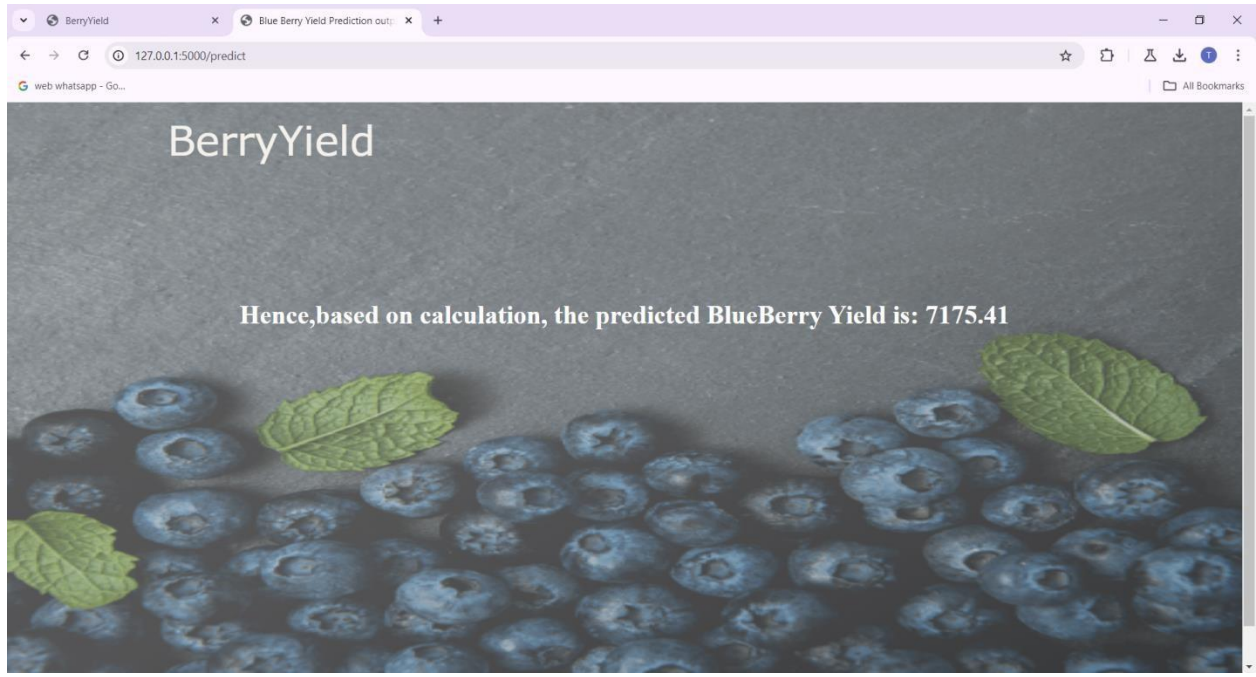 BerryYield
Blue Berry Yield Prediction outp
127.0.0.1:5000/predict
web whatsapp - Go...
All Bookmarks
BerryYield
Hence,based on calculation, the predicted BlueBerry Yield is: 7175.41